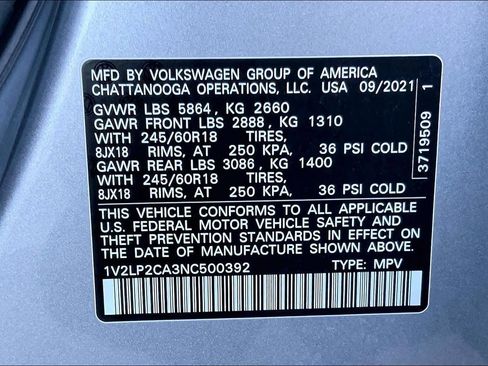 MFD BY VOLKSWAGEN GROUP OF AMERICA
CHATTANOOGA OPERATIONS, LLC. USA 09/2021
GVWR LBS 5864, KG 2660
GAWR FRONT LBS 2888, KG 1310
WITH 245/60R18 TIRES,
8JX18 RIMS, AT 250 KPA, 36 PSI COLD
GAWR REAR LBS 3086, KG 1400
WITH 245/60R18 TIRES,
8JX18 RIMS, AT 250 KPA, 36 PSI COLD
THIS VEHICLE CONFORMS TO ALL APPLICABLE
U.S. FEDERAL MOTOR VEHICLE SAFETY
AND THEFT PREVENTION STANDARDS IN EFFECT
ON THE DATE OF MANUFACTURE SHOWN ABOVE.
1V2LP2CA3NC500392 TYPE: MPV
3719509 1